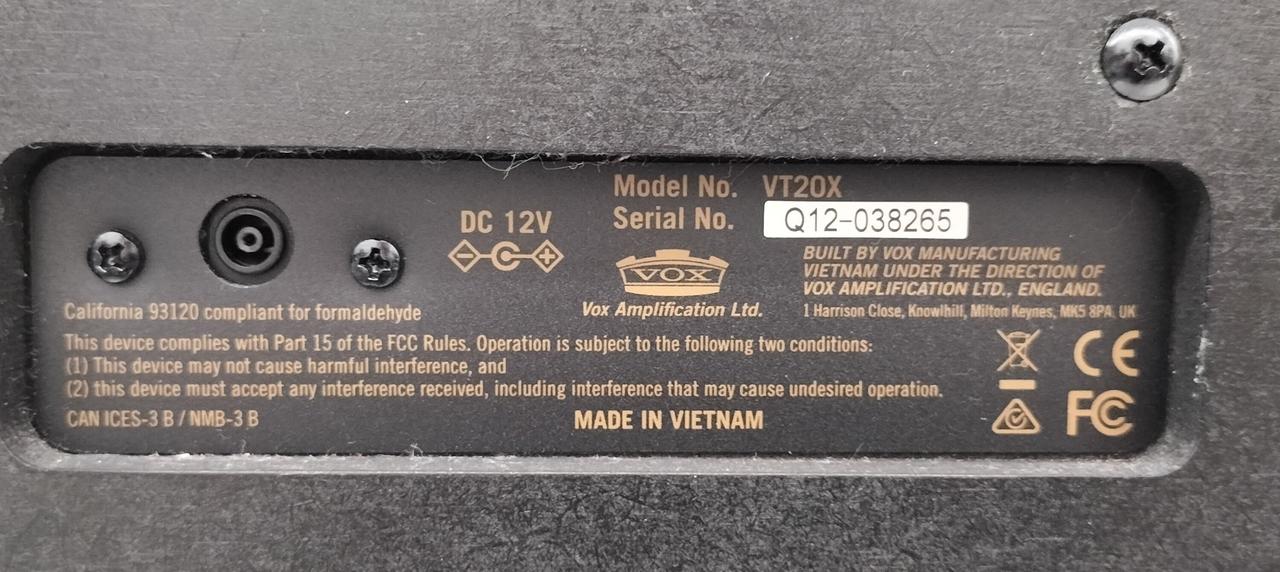 Model No. VT20X
Serial No. Q12-038265
DC 12V
VOX
Vox Amplification Ltd.
BUILT BY VOX MANUFACTURING
VIETNAM UNDER THE DIRECTION OF
VOX AMPLIFICATION LTD., ENGLAND.
1 Harrison Close, Knowlhill, Milton Keynes, MK5 8PA, UK
California 93120 compliant for formaldehyde
This device complies with Part 15 of the FCC Rules. Operation is subject to the following two conditions:
(1) This device may not cause harmful interference, and
(2) this device must accept any interference received, including interference that may cause undesired operation.
CAN ICES-3 B / NMB-3 B
MADE IN VIETNAM
CE
FC